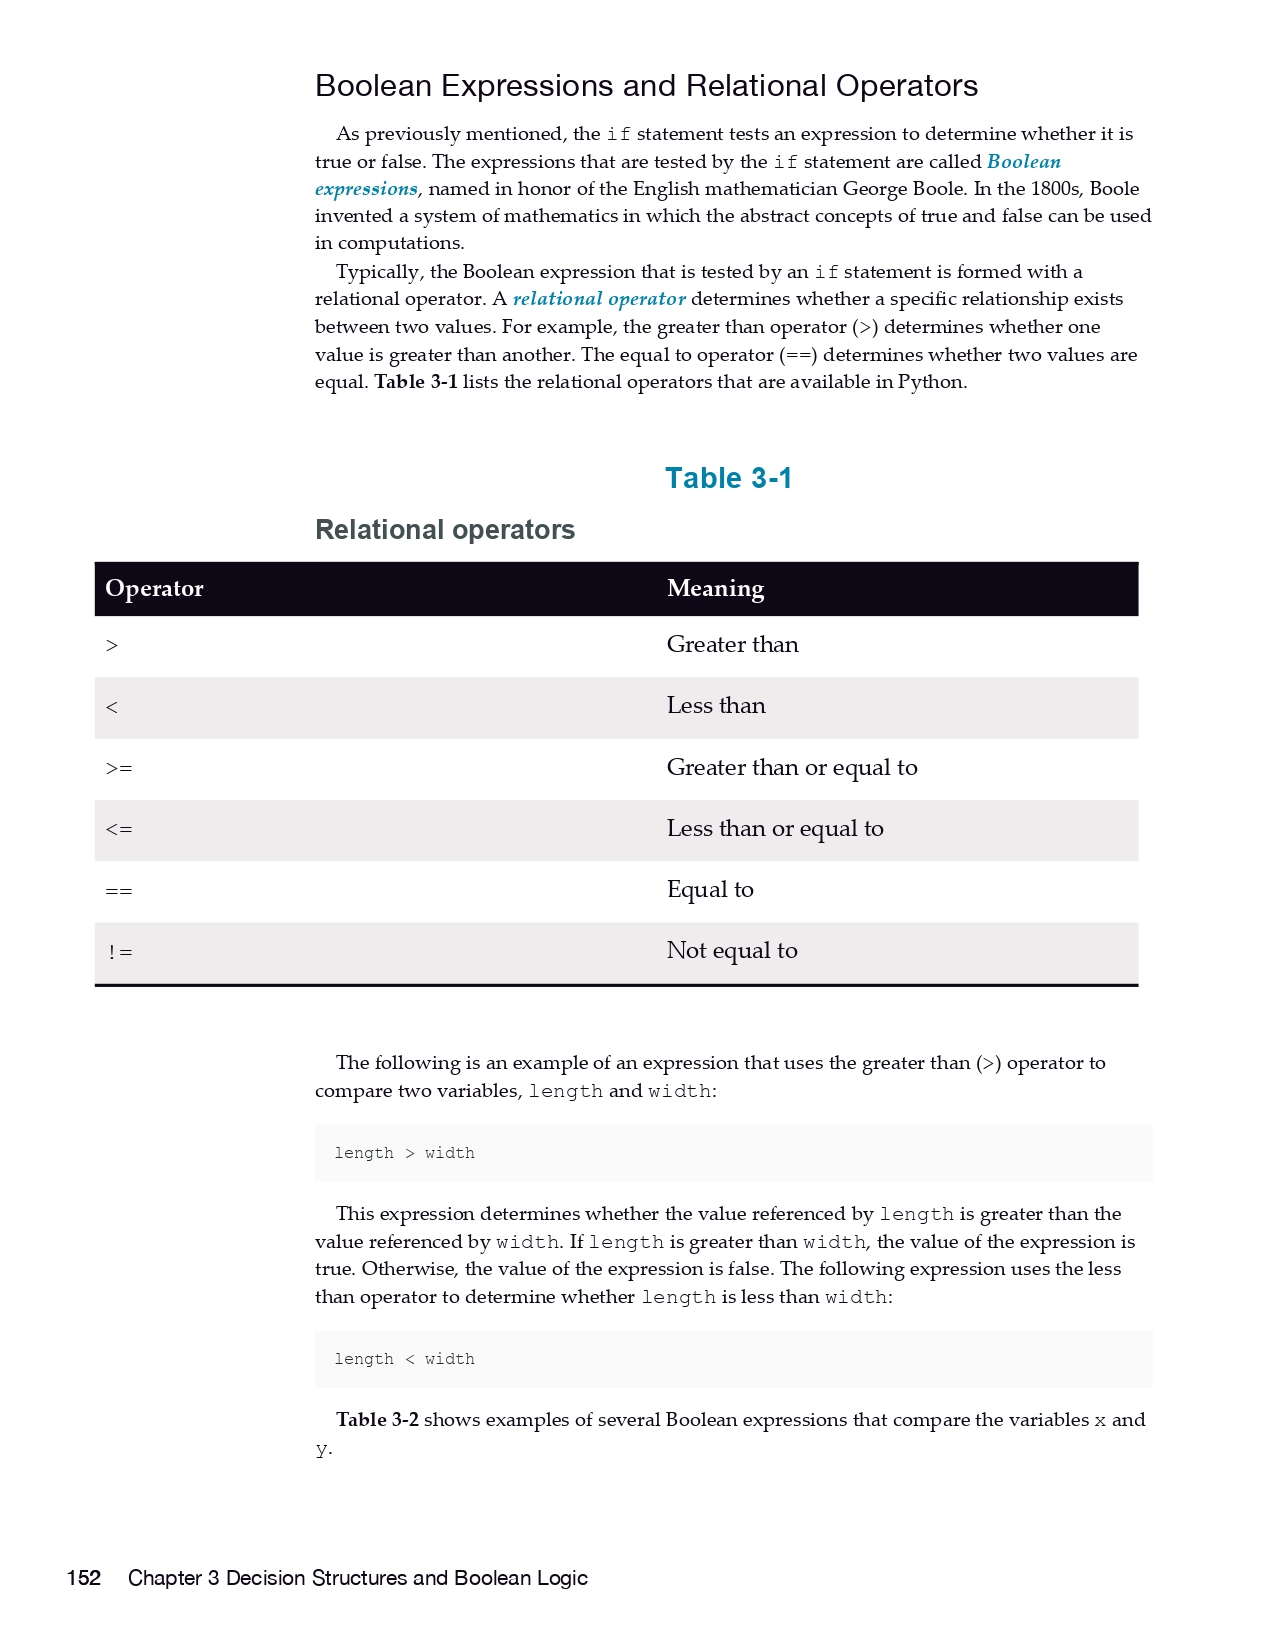 Boolean Expressions and Relational Operators
As previously mentioned, the if statement tests an expression to determine whether it is
true or false. The expressions that are tested by the if statement are called Boolean
expressions, named in honor of the English mathematician George Boole. In the 1800s, Boole
invented a system of mathematics in which the abstract concepts of true and false can be used
in computations.
Typically, the Boolean expression that is tested by an if statement is formed with a
relational operator. A relational operator determines whether a specific relationship exists
between two values. For example, the greater than operator (>) determines whether one
value is greater than another. The equal to operator (==) determines whether two values are
equal. Table 3-1 lists the relational operators that are available in Python.
Table 3-1
Relational operators
Operator Meaning
> Greater than
< Less than
>= Greater than or equal to
<= Less than or equal to
== Equal to
!= Not equal to
The following is an example of an expression that uses the greater than (>) operator to
compare two variables, length and width:
length > width
This expression determines whether the value referenced by length is greater than the
value referenced by width. If length is greater than width, the value of the expression is
true. Otherwise, the value of the expression is false. The following expression uses the less
than operator to determine whether length is less than width:
length < width
Table 3-2 shows examples of several Boolean expressions that compare the variables x and
y.
152 Chapter 3 Decision Structures and Boolean Logic